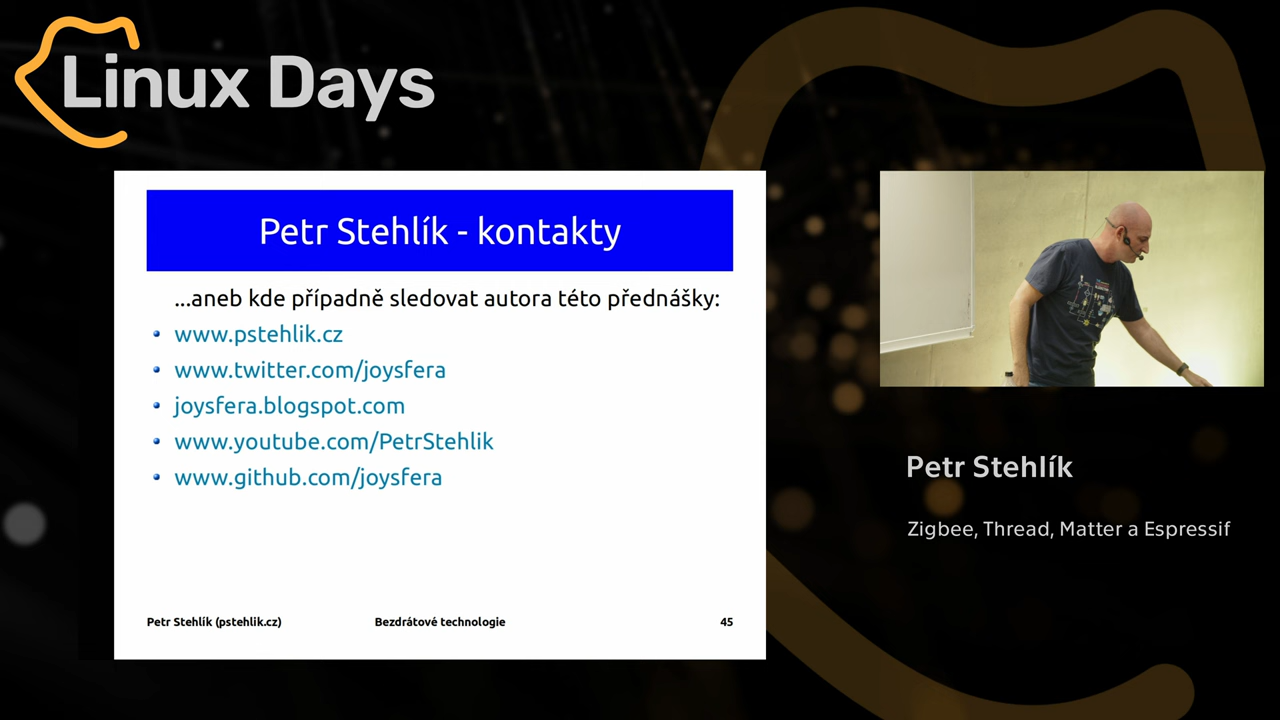 Linux Days
Petr Stehlík - kontakty
...aneb kde případně sledovat autora této přednášky:
www.pstehlik.cz
www.twitter.com/joysfera
joysfera.blogspot.com
www.youtube.com/PetrStehlik
www.github.com/joysfera
Petr Stehlík (pstehlik.cz)
Bezdrátové technologie
45
Petr Stehlík
Zigbee, Thread, Matter a Espressif